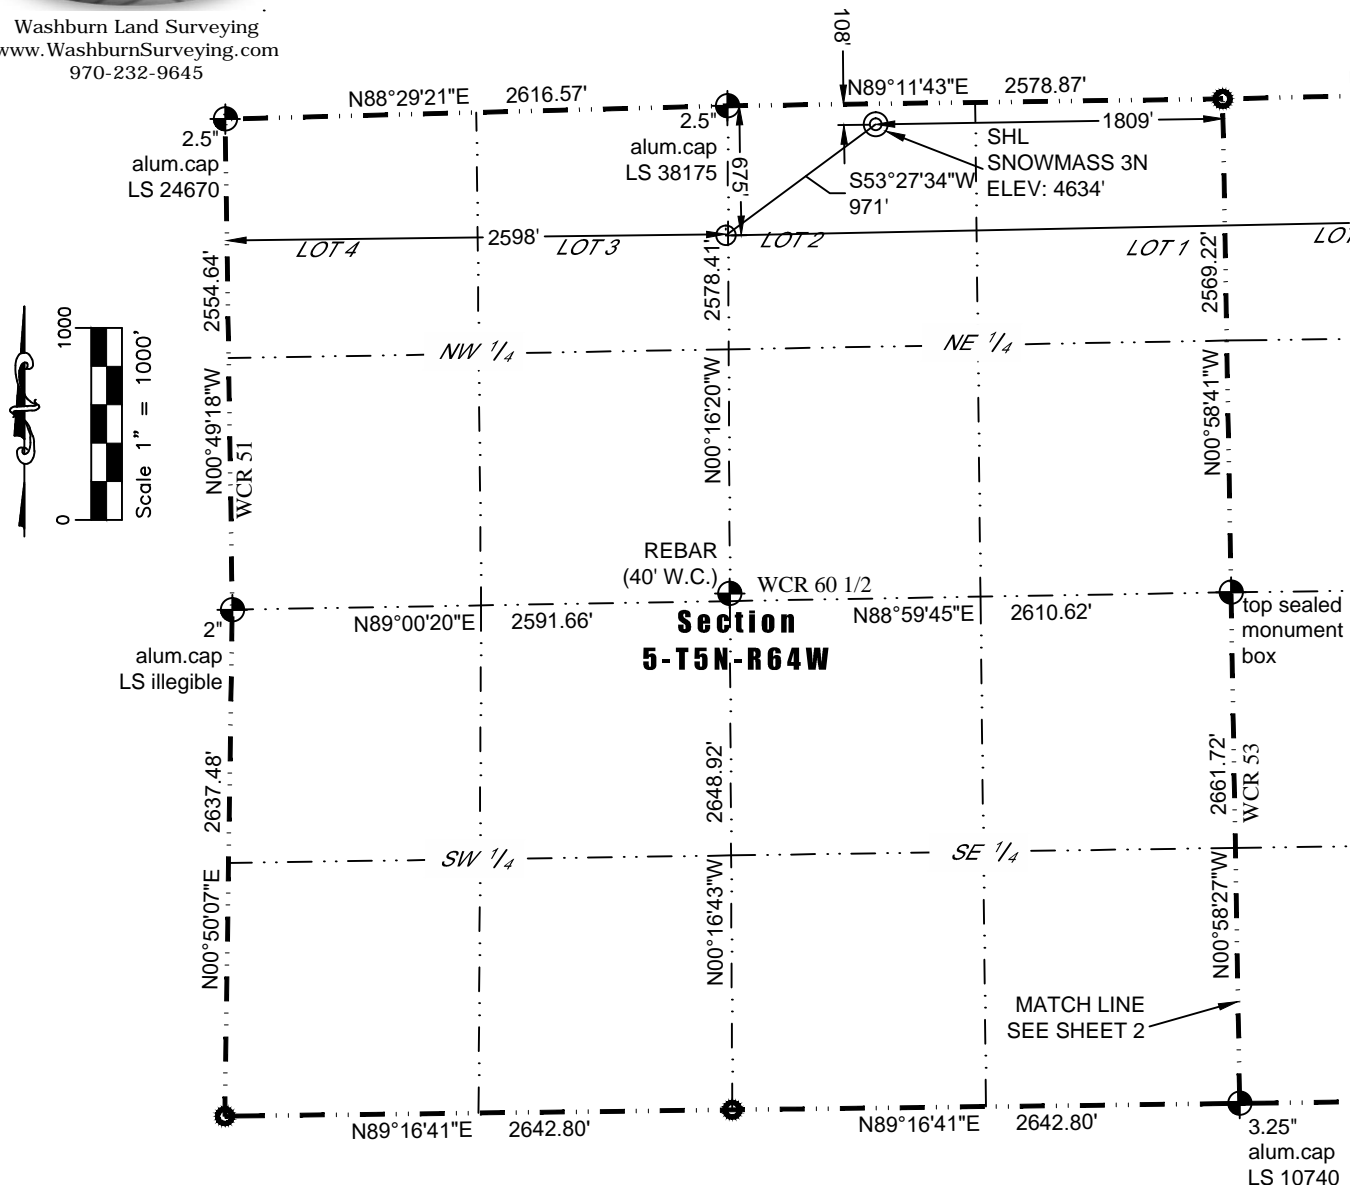 Washburn Land Surveying
www.WashburnSurveying.com
970-232-9645
108'
N88°29'21"E 2616.57'
N89°11'43"E 2578.87'
2.5"
alum.cap
LS 24670
2.5"
alum.cap
LS 38175
675'
1809'
SHL
SNOWMASS 3N
ELEV: 4634'
S53°27'34"W
971'
2598'
LOT 4
LOT 3
LOT 2
LOT 1
2554.64'
2578.41'
2569.22'
1000
0
Scale 1" = 1000'
NW 1/4
NE 1/4
N00°49'18"W
WCR 51
N00°16'20"W
N00°58'41"W
REBAR
(40' W.C.)
WCR 60 1/2
N89°00'20"E 2591.66'
Section
5-T5N-R64W
N88°59'45"E 2610.62'
2"
alum.cap
LS illegible
top sealed
monument
box
2637.48'
2648.92'
2661.72'
WCR 53
SW 1/4
SE 1/4
N00°50'07"E
N00°16'43"W
N00°58'27"W
MATCH LINE
SEE SHEET 2
N89°16'41"E 2642.80'
N89°16'41"E 2642.80'
3.25"
alum.cap
LS 10740